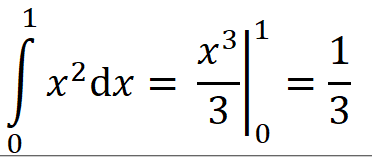 ∫₀¹ x² dx = x³/3 |₀¹ = 1/3